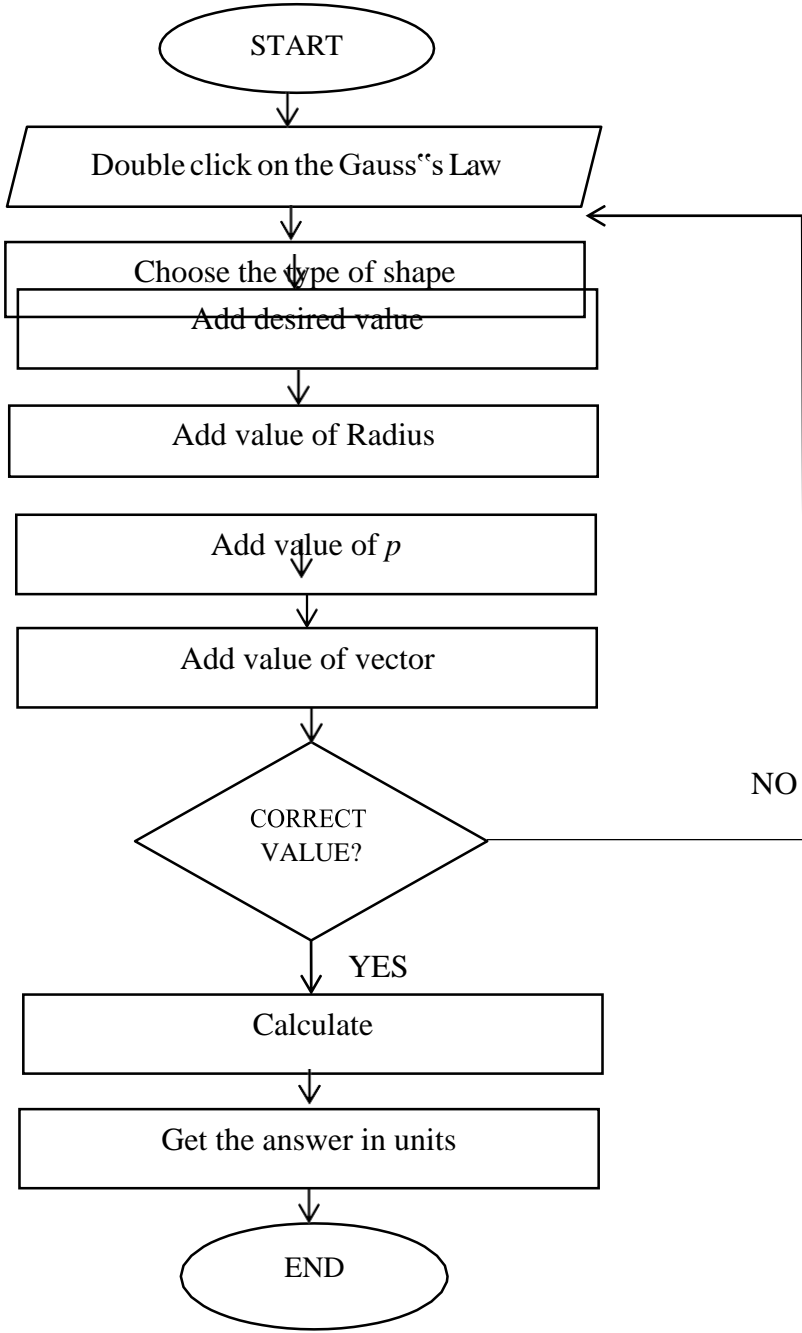 START
Double click on the Gauss‟s Law
Choose the type of shape
Add desired value
Add value of Radius
Add value of p
Add value of vector
NO
CORRECT
VALUE?
YES
Calculate
Get the answer in units
END